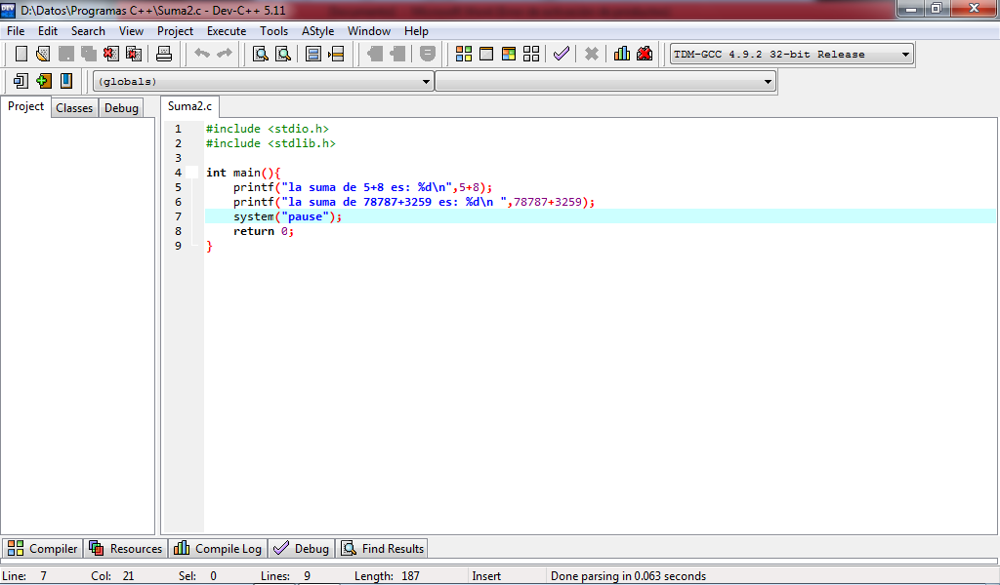 D:\Datos\Programas C++\Suma2.c - Dev-C++ 5.11
File Edit Search View Project Execute Tools AStyle Window Help
TDM-GCC 4.9.2 32-bit Release
(globals)
Project Classes Debug
Suma2.c
1 #include <stdio.h>
2 #include <stdlib.h>
3
4 int main(){
5 printf("la suma de 5+8 es: %d\n",5+8);
6 printf("la suma de 78787+3259 es: %d\n ",78787+3259);
7 system("pause");
8 return 0;
9 }
Compiler Resources Compile Log Debug Find Results
Line: 7 Col: 21 Sel: 0 Lines: 9 Length: 187 Insert Done parsing in 0.063 seconds